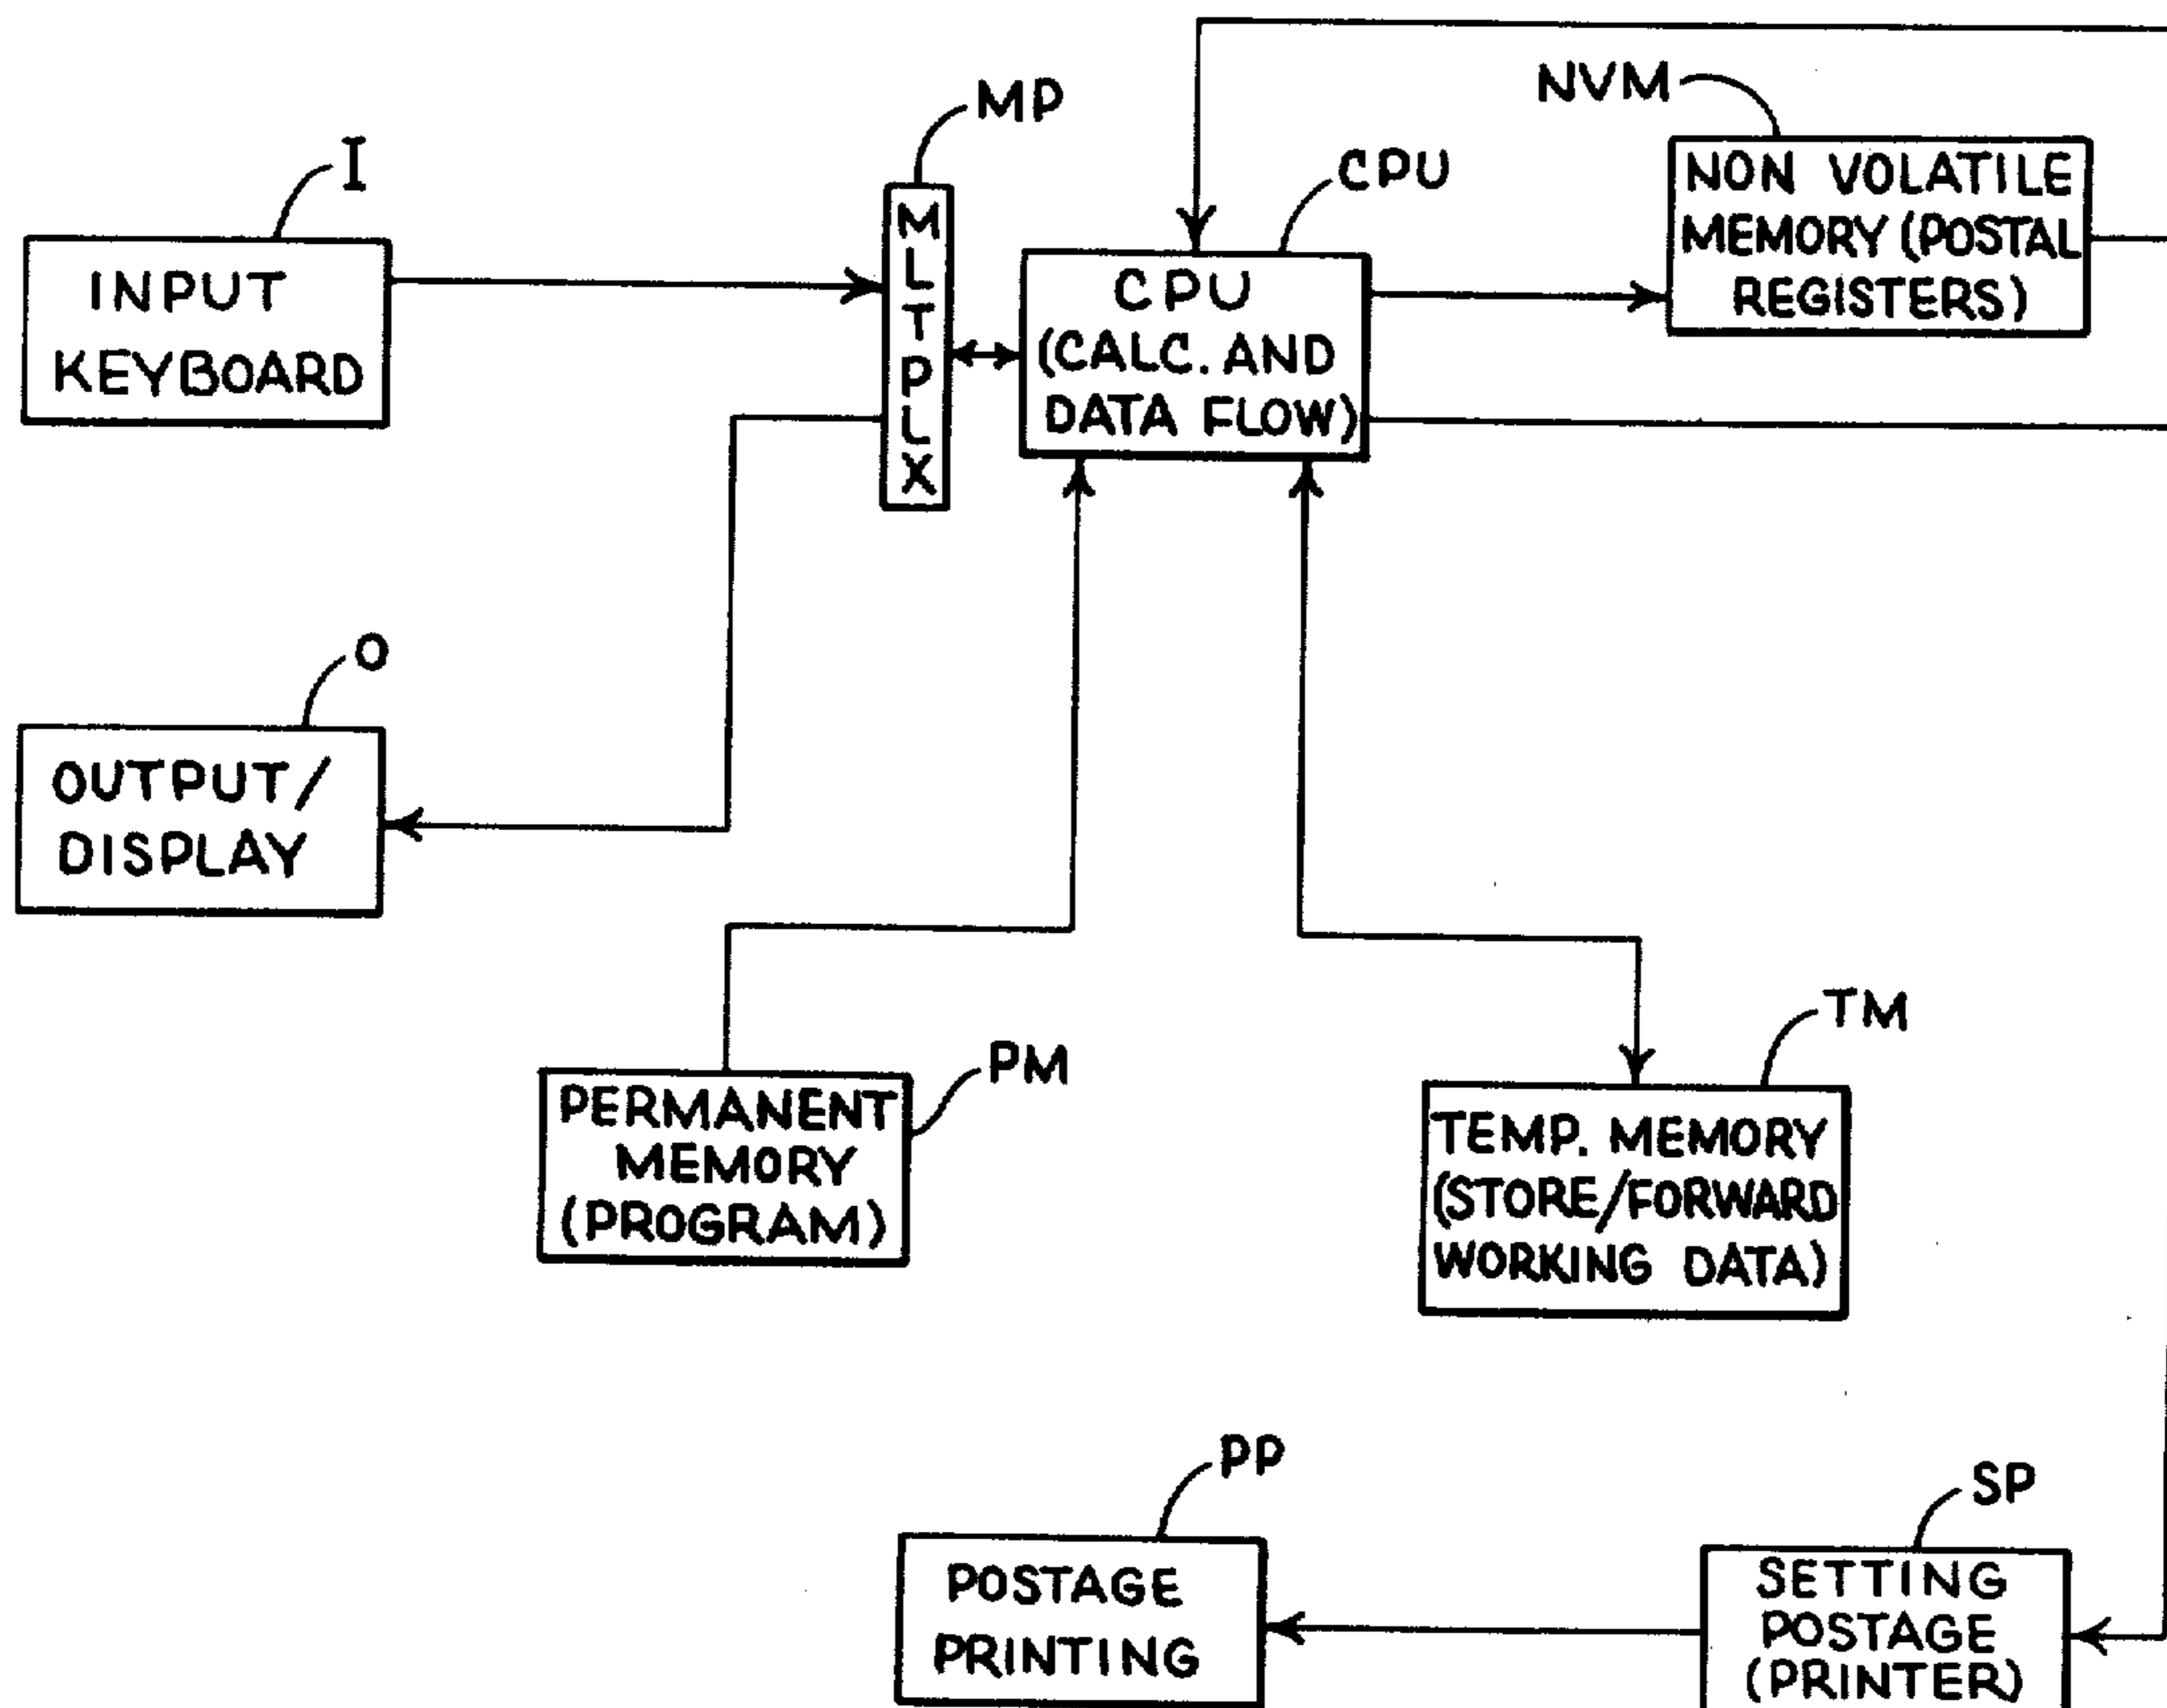 I
INPUT
KEYBOARD
MP
MLTPLX
CPU
CPU
(CALC. AND
DATA FLOW)
NVM
NON VOLATILE
MEMORY (POSTAL
REGISTERS)
O
OUTPUT/
DISPLAY
PM
PERMANENT
MEMORY
(PROGRAM)
TM
TEMP. MEMORY
(STORE/FORWARD
WORKING DATA)
PP
POSTAGE
PRINTING
SP
SETTING
POSTAGE
(PRINTER)